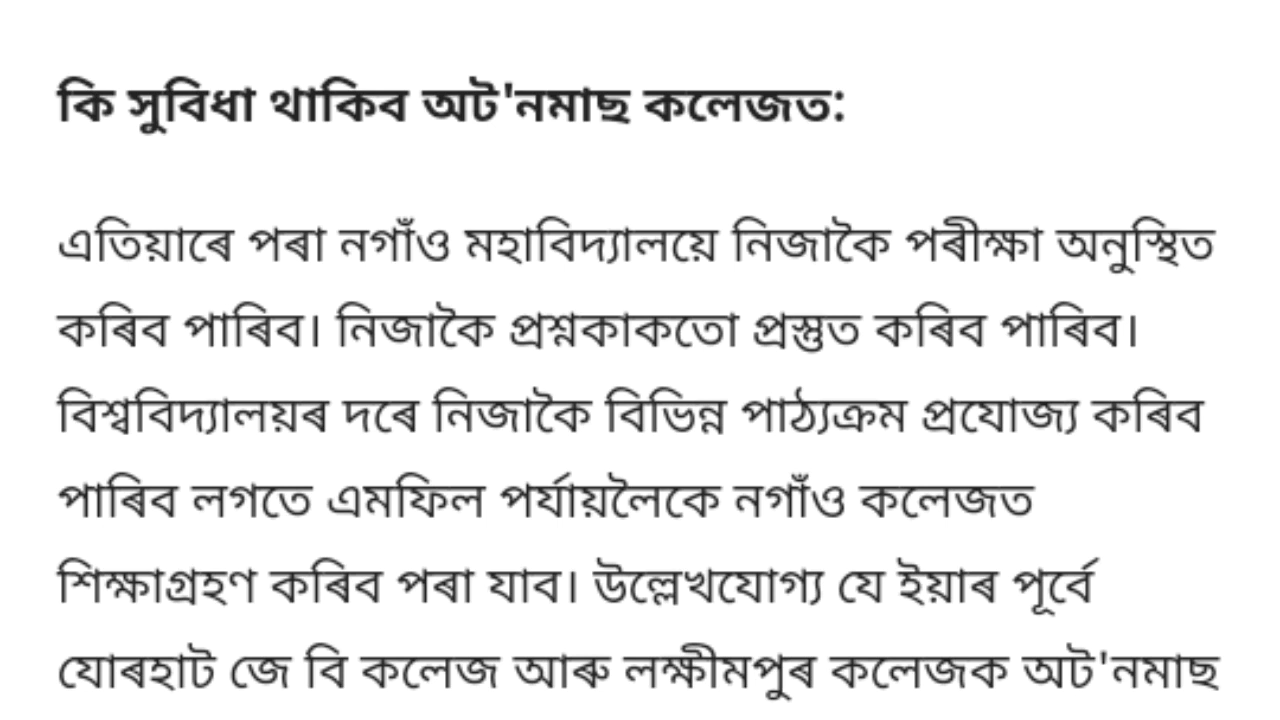 কি সুবিধা থাকিব অট'নমাছ কলেজত:
এতিয়াৰে পৰা নগাঁও মহাবিদ্যালয়ে নিজাকৈ পৰীক্ষা অনুস্থিত
কৰিব পাৰিব। নিজাকৈ প্ৰশ্নকাকতো প্ৰস্তুত কৰিব পাৰিব।
বিশ্ববিদ্যালয়ৰ দৰে নিজাকৈ বিভিন্ন পাঠ্যক্ৰম প্ৰযোজ্য কৰিব
পাৰিব লগতে এমফিল পৰ্যায়লৈকে নগাঁও কলেজত
শিক্ষাগ্ৰহণ কৰিব পৰা যাব। উল্লেখযোগ্য যে ইয়াৰ পূৰ্বে
যোৰহাট জে বি কলেজ আৰু লক্ষীমপুৰ কলেজক অট'নমাছ